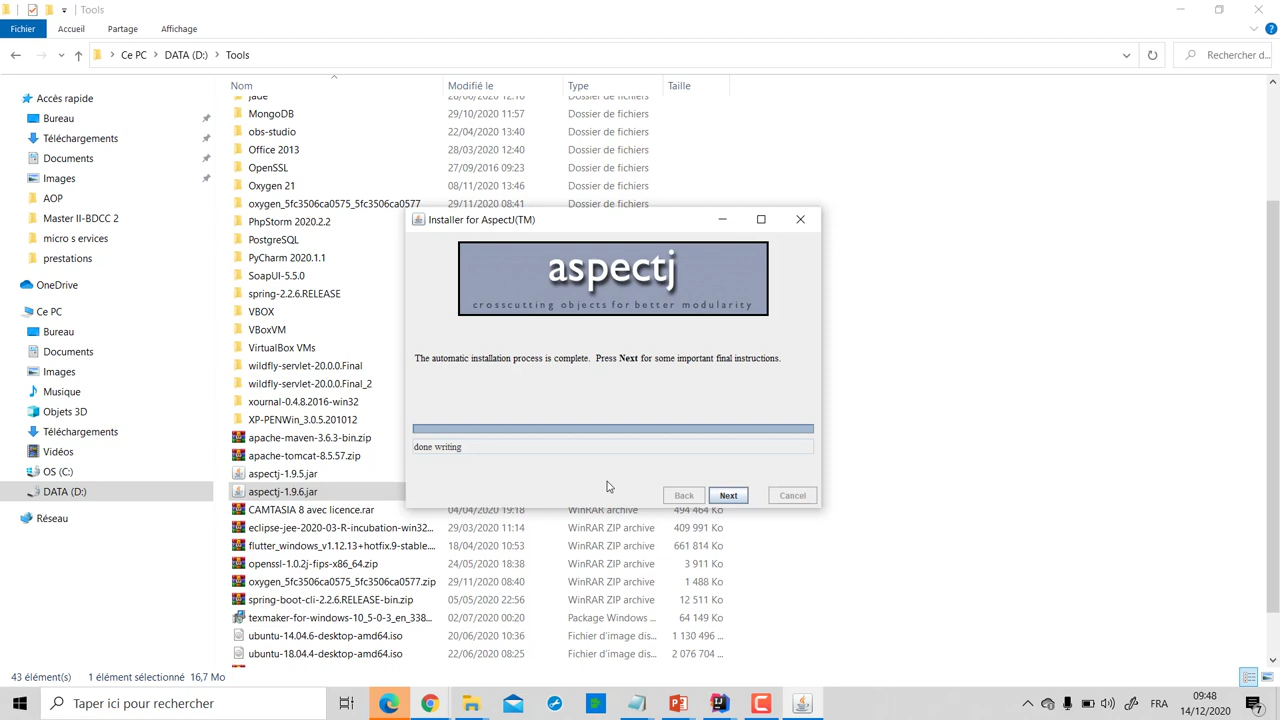 Tools
Fichier Accueil Partage Affichage
Ce PC DATA (D:) Tools Rechercher d...
Nom Modifié le Type Taille
jade 28/06/2020 12:10 Dossier de fichiers
MongoDB 29/10/2020 11:57 Dossier de fichiers
obs-studio 22/04/2020 13:40 Dossier de fichiers
Office 2013 28/03/2020 12:40 Dossier de fichiers
OpenSSL 27/09/2016 09:23 Dossier de fichiers
Oxygen 21 08/11/2020 13:46 Dossier de fichiers
oxygen_5fc3506ca0575_5fc3506ca0577 29/11/2020 08:41 Dossier de fichiers
PhpStorm 2020.2.2
PostgreSQL
PyCharm 2020.1.1
SoapUI-5.5.0
spring-2.2.6.RELEASE
VBOX
VBoxVM
VirtualBox VMs
wildfly-servlet-20.0.0.Final
wildfly-servlet-20.0.0.Final_2
xournal-0.4.8.2016-win32
XP-PENWin_3.0.5.201012
apache-maven-3.6.3-bin.zip
apache-tomcat-8.5.57.zip
aspectj-1.9.5.jar
aspectj-1.9.6.jar
CAMTASIA 8 avec licence.rar 04/04/2020 19:18 WinRAR archive 494 464 Ko
eclipse-jee-2020-03-R-incubation-win32... 29/03/2020 11:14 WinRAR ZIP archive 409 991 Ko
flutter_windows_v1.12.13+hotfix.9-stable.... 18/04/2020 10:53 WinRAR ZIP archive 661 814 Ko
openssl-1.0.2j-fips-x86_64.zip 24/05/2020 18:38 WinRAR ZIP archive 3 911 Ko
oxygen_5fc3506ca0575_5fc3506ca0577.zip 29/11/2020 08:40 WinRAR ZIP archive 1 488 Ko
spring-boot-cli-2.2.6.RELEASE-bin.zip 05/05/2020 22:56 WinRAR ZIP archive 12 511 Ko
texmaker-for-windows-10_5-0-3_en_338... 02/07/2020 00:20 Package Windows ... 64 149 Ko
ubuntu-14.04.6-desktop-amd64.iso 20/06/2020 10:36 Fichier d'image dis... 1 130 496 ...
ubuntu-18.04.4-desktop-amd64.iso 22/06/2020 08:25 Fichier d'image dis... 2 076 704 ...
Accès rapide
Bureau
Téléchargements
Documents
Images
AOP
Master II-BDCC 2
micro s ervices
prestations
OneDrive
Ce PC
Bureau
Documents
Images
Musique
Objets 3D
Téléchargements
Vidéos
OS (C:)
DATA (D:)
Réseau
Installer for AspectJ(TM)
aspectj
crosscutting objects for better modularity
The automatic installation process is complete. Press Next for some important final instructions.
done writing
Back Next Cancel
43 élément(s) 1 élément sélectionné 16,7 Mo
Taper ici pour rechercher
FRA
09:48
14/12/2020
7